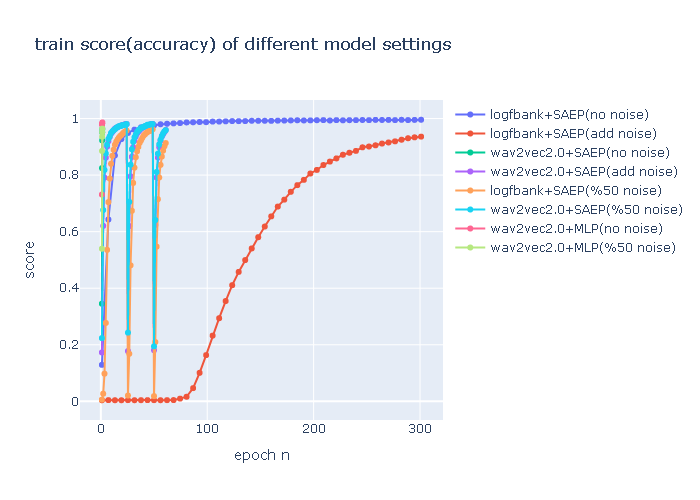 train score(accuracy) of different model settings
1
0.8
0.6
0.4
0.2
0
score
0
100
200
300
epoch n
logfbank+SAEP(no noise)
logfbank+SAEP(add noise)
wav2vec2.0+SAEP(no noise)
wav2vec2.0+SAEP(add noise)
logfbank+SAEP(%50 noise)
wav2vec2.0+SAEP(%50 noise)
wav2vec2.0+MLP(no noise)
wav2vec2.0+MLP(%50 noise)